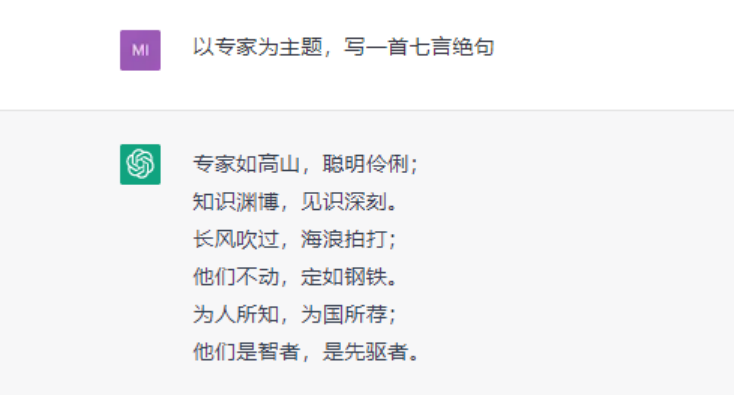 MI
以专家为主题，写一首七言绝句
专家如高山，聪明伶俐；
知识渊博，见识深刻。
长风吹过，海浪拍打；
他们不动，定如钢铁。
为人所知，为国所荐；
他们是智者，是先驱者。